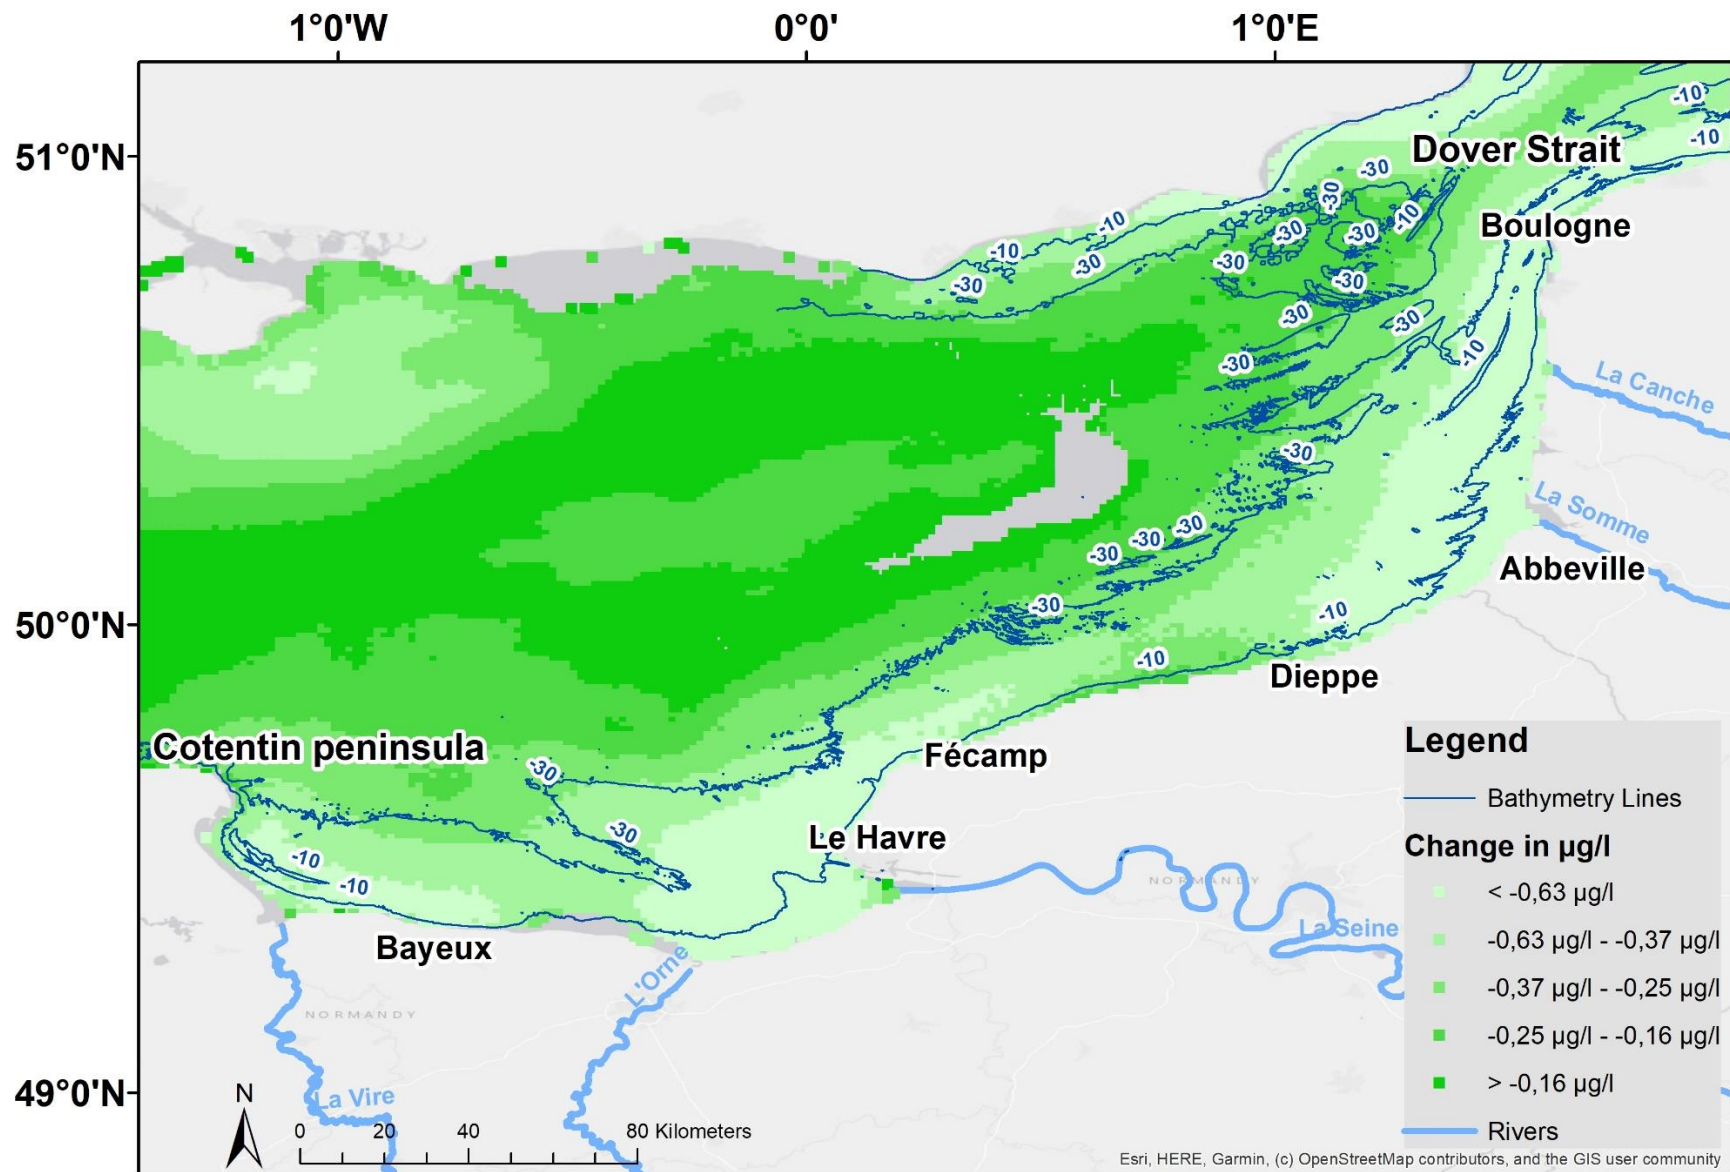 1°0'W 0°0' 1°0'E
51°0'N
50°0'N
49°0'N
-10
-10
Dover Strait
-30
-30
-10
-30
-30
Boulogne
-10
-10
-30
-30
-30
-30
-30
-30
-30
-10
-30
La Canche
-30
La Somme
-30
-30
-30
Abbeville
-30
-10
-10
Dieppe
Cotentin peninsula
Fécamp
-30
-30
Le Havre
-10
-10
NORMANDY
La Seine
Bayeux
L'Orne
NORMANDY
La Vire
N
0 20 40 80 Kilometers
Legend
Bathymetry Lines
Change in µg/l
< -0,63 µg/l
-0,63 µg/l - -0,37 µg/l
-0,37 µg/l - -0,25 µg/l
-0,25 µg/l - -0,16 µg/l
> -0,16 µg/l
Rivers
Esri, HERE, Garmin, (c) OpenStreetMap contributors, and the GIS user community